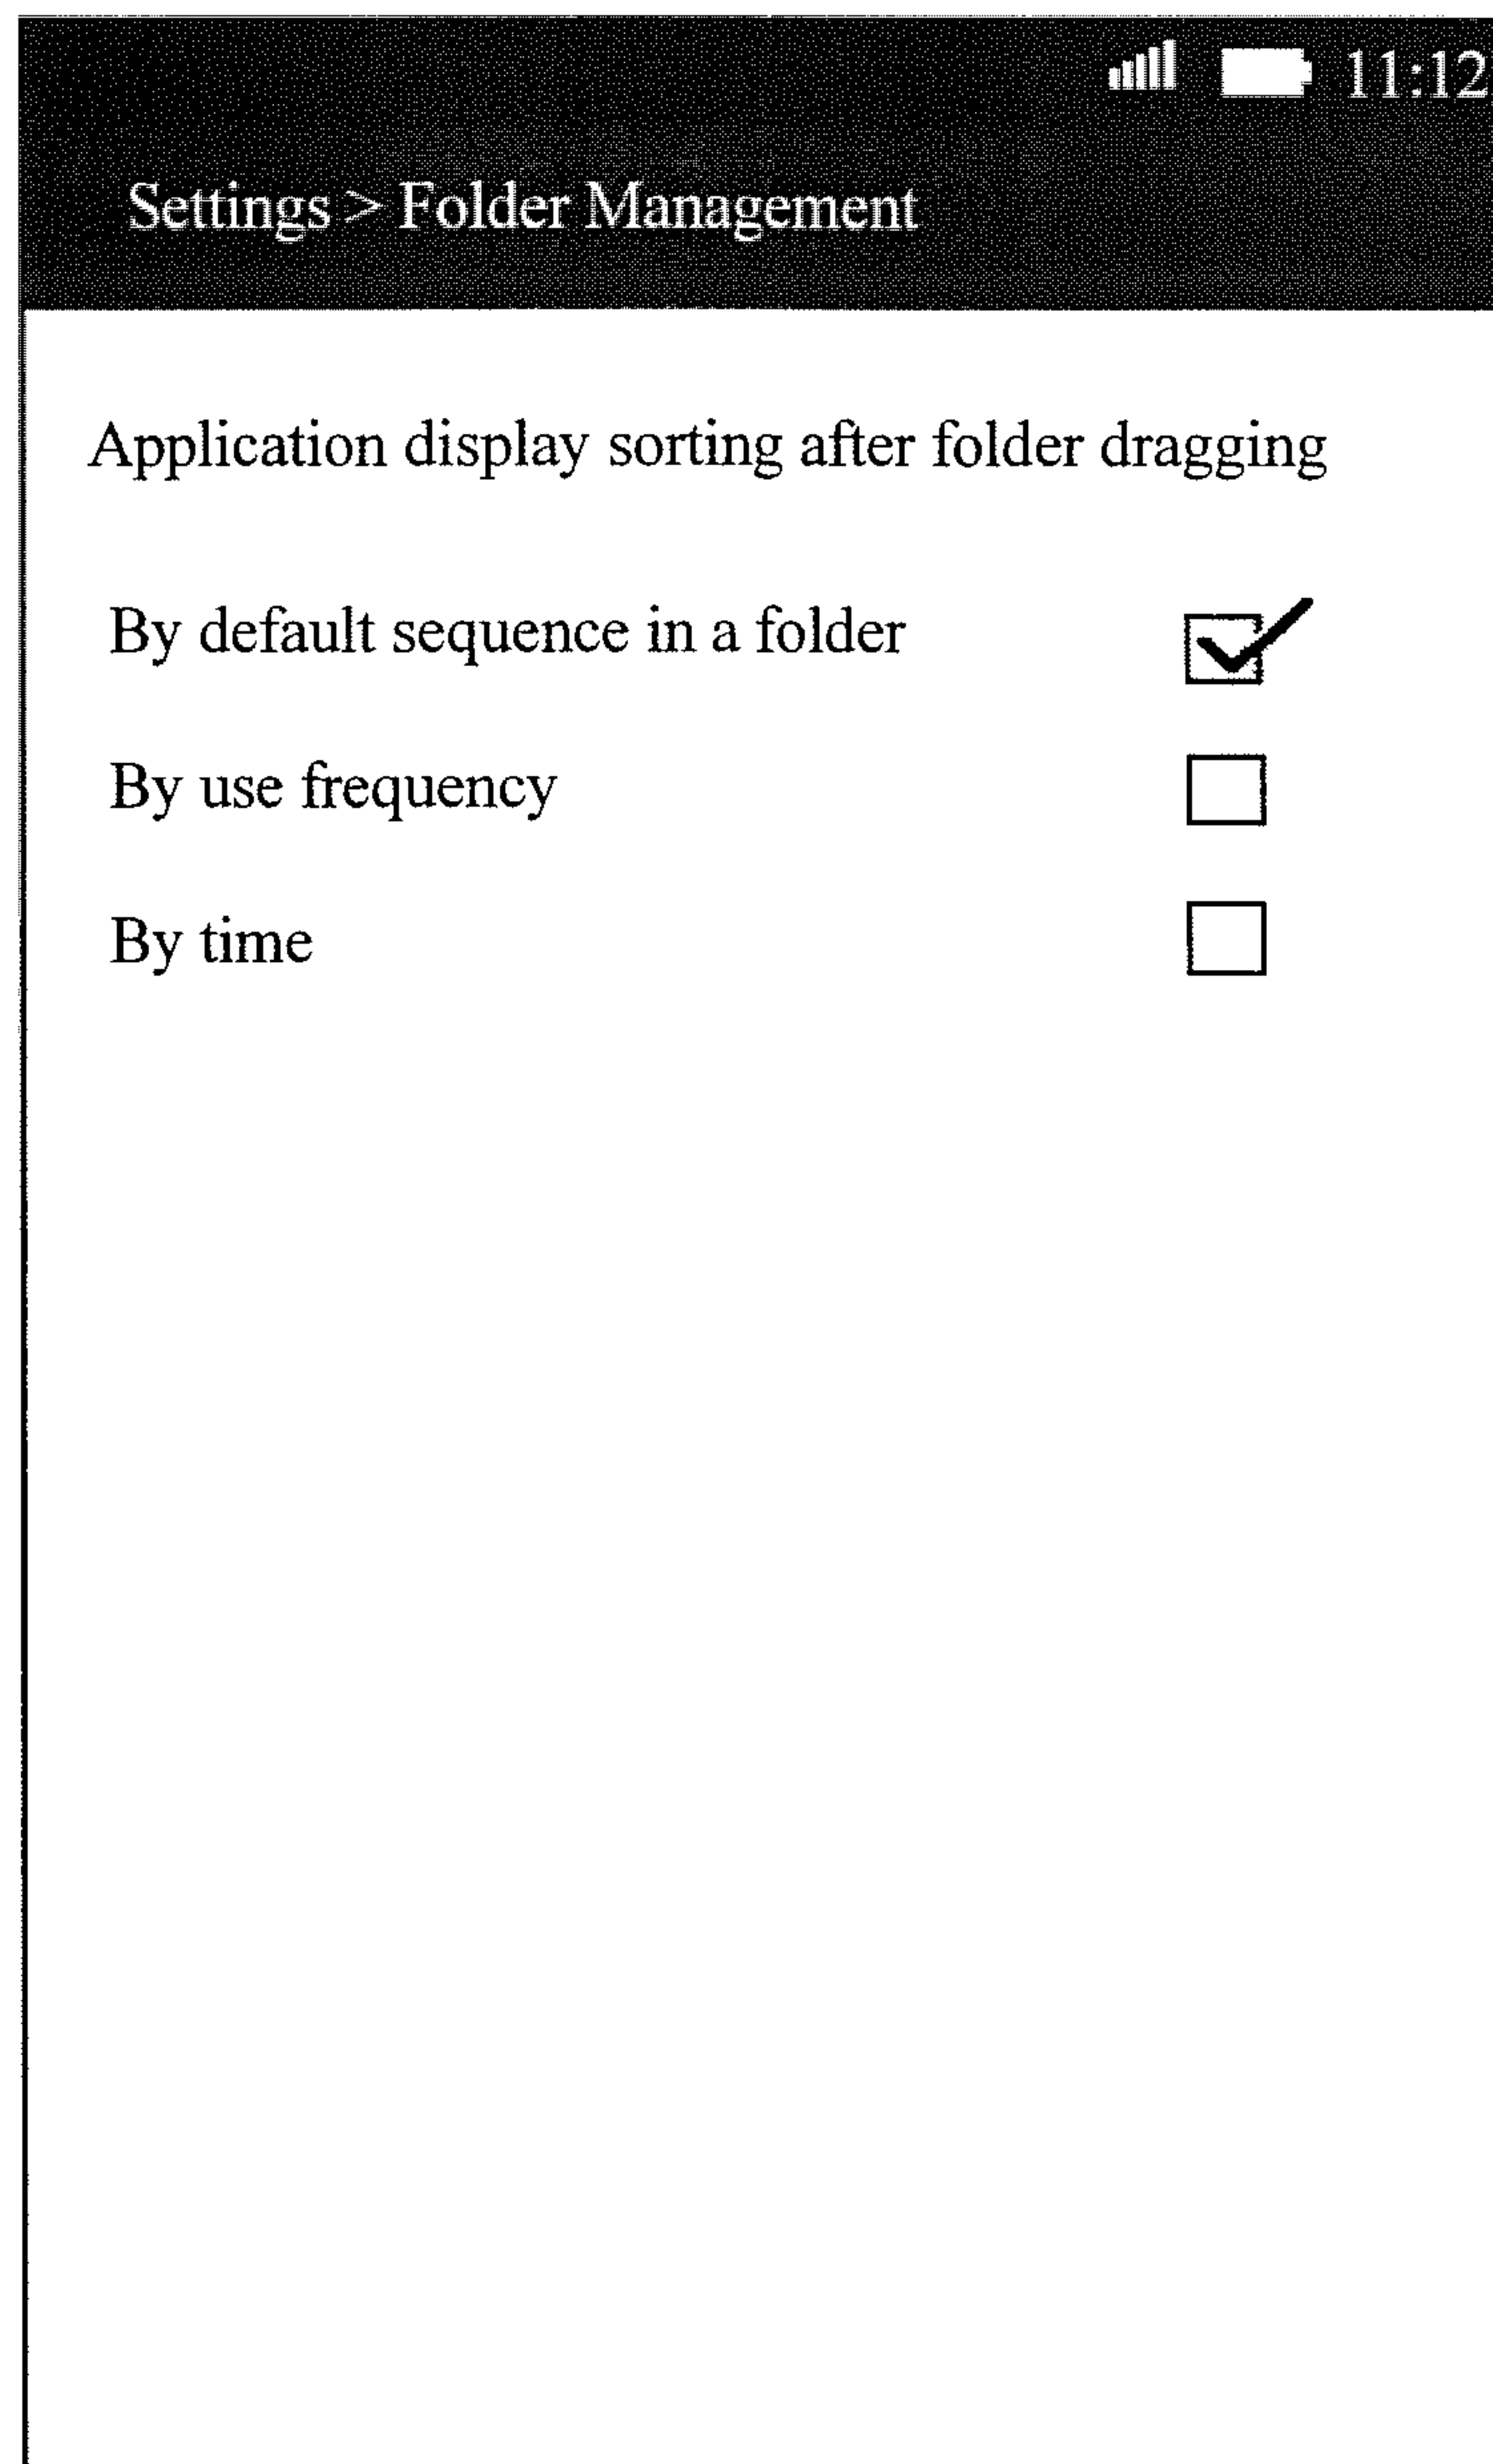 11:12
Settings > Folder Management
Application display sorting after folder dragging
By default sequence in a folder
By use frequency
By time